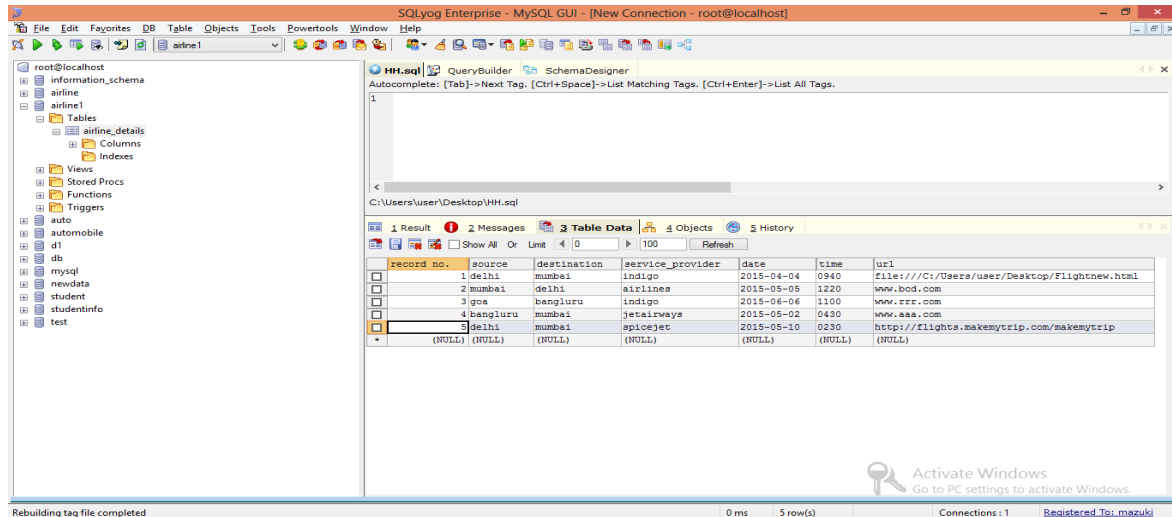 SQLyog Enterprise - MySQL GUI - [New Connection - root@localhost]
File Edit Favorites DB Table Objects Tools Powertools Window Help
airline1
root@localhost
information_schema
airline
airline1
Tables
airline_details
Columns
Indexes
Views
Stored Procs
Functions
Triggers
auto
automobile
d1
db
mysql
newdata
student
studentinfo
test
HH.sql QueryBuilder SchemaDesigner
Autocomplete: [Tab]->Next Tag. [Ctrl+Space]->List Matching Tags. [Ctrl+Enter]->List All Tags.
1
C:\Users\user\Desktop\HH.sql
1 Result 2 Messages 3 Table Data 4 Objects 5 History
Show All Or Limit 0 100 Refresh
record no. source destination service_provider date time url
1 delhi mumbai indigo 2015-04-04 0940 file:///C:/Users/user/Desktop/Flightnew.html
2 mumbai delhi airlines 2015-05-05 1220 www.bcd.com
3 goa bangluru indigo 2015-06-06 1100 www.rrr.com
4 bangluru mumbai jetairways 2015-05-02 0430 www.aaa.com
5 delhi mumbai spicejet 2015-05-10 0230 http://flights.makemytrip.com/makemytrip
* (NULL) (NULL) (NULL) (NULL) (NULL) (NULL) (NULL)
Activate Windows
Go to PC settings to activate Windows.
Rebuilding tag file completed 0 ms 5 row(s) Connections : 1 Registered To: mazuki